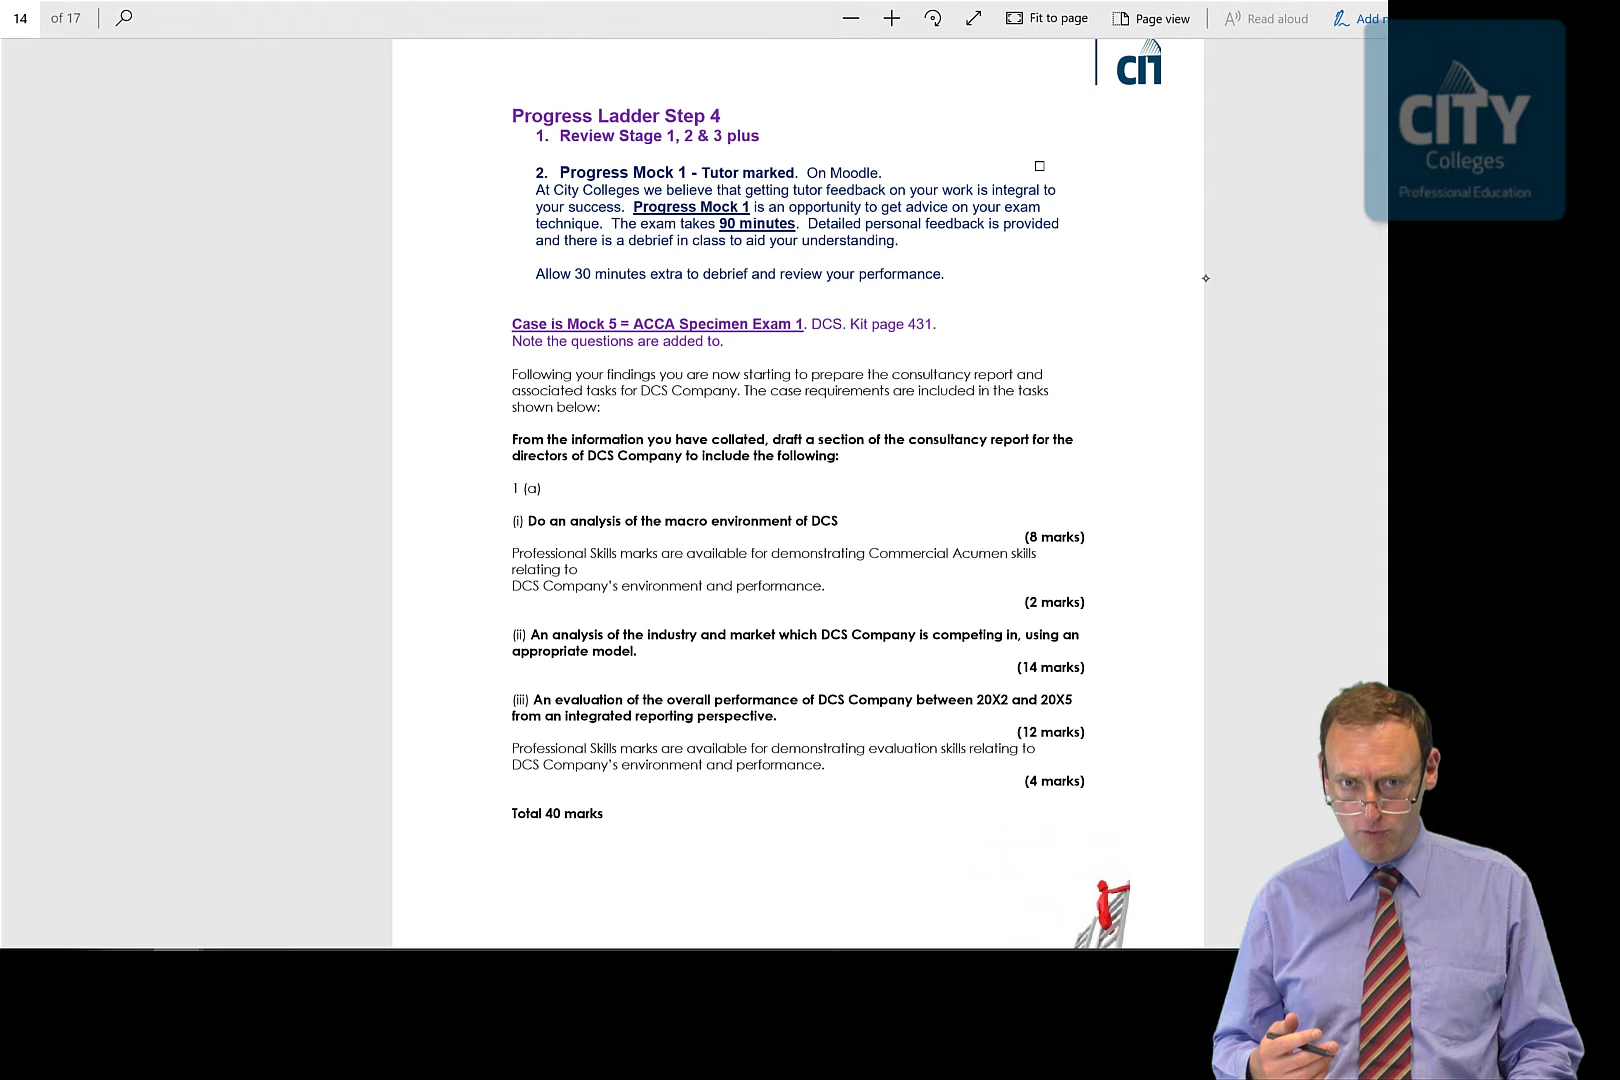 14 of 17
Fit to page
Page view
Read aloud
Add
CIT
CITY
Colleges
Professional Education
Progress Ladder Step 4
1. Review Stage 1, 2 & 3 plus
2. Progress Mock 1 - Tutor marked. On Moodle.
At City Colleges we believe that getting tutor feedback on your work is integral to
your success. Progress Mock 1 is an opportunity to get advice on your exam
technique. The exam takes 90 minutes. Detailed personal feedback is provided
and there is a debrief in class to aid your understanding.
Allow 30 minutes extra to debrief and review your performance.
Case is Mock 5 = ACCA Specimen Exam 1. DCS. Kit page 431.
Note the questions are added to.
Following your findings you are now starting to prepare the consultancy report and
associated tasks for DCS Company. The case requirements are included in the tasks
shown below:
From the information you have collated, draft a section of the consultancy report for the
directors of DCS Company to include the following:
1 (a)
(i) Do an analysis of the macro environment of DCS
(8 marks)
Professional Skills marks are available for demonstrating Commercial Acumen skills
relating to
DCS Company's environment and performance.
(2 marks)
(ii) An analysis of the industry and market which DCS Company is competing in, using an
appropriate model.
(14 marks)
(iii) An evaluation of the overall performance of DCS Company between 20X2 and 20X5
from an integrated reporting perspective.
(12 marks)
Professional Skills marks are available for demonstrating evaluation skills relating to
DCS Company's environment and performance.
(4 marks)
Total 40 marks